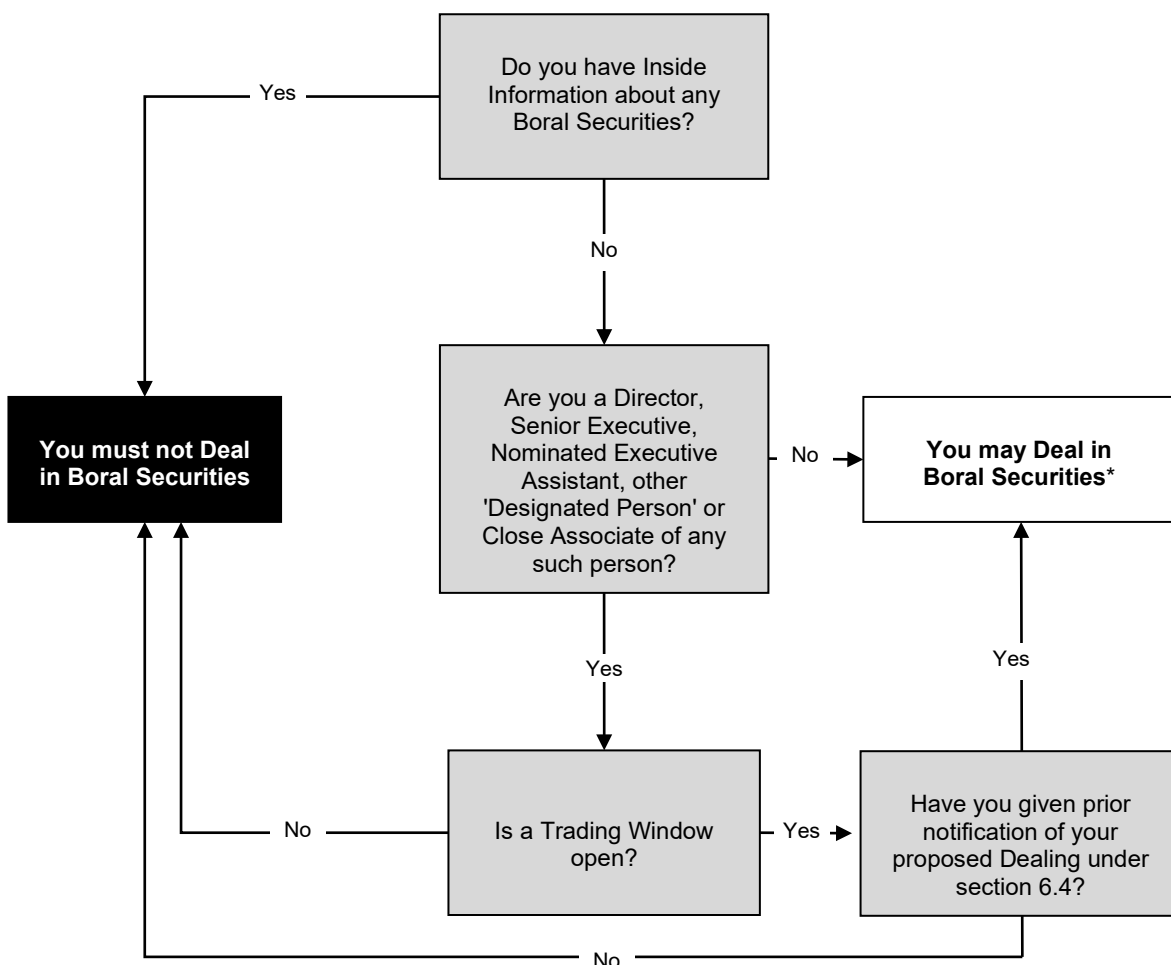 Do you have Inside
Information about any
Boral Securities?
Yes
No
Are you a Director,
Senior Executive,
Nominated Executive
Assistant, other
'Designated Person' or
Close Associate of any
such person?
You must not Deal
in Boral Securities
No
You may Deal in
Boral Securities*
Yes
Yes
Is a Trading Window
open?
No
Yes
Have you given prior
notification of your
proposed Dealing under
section 6.4?
No